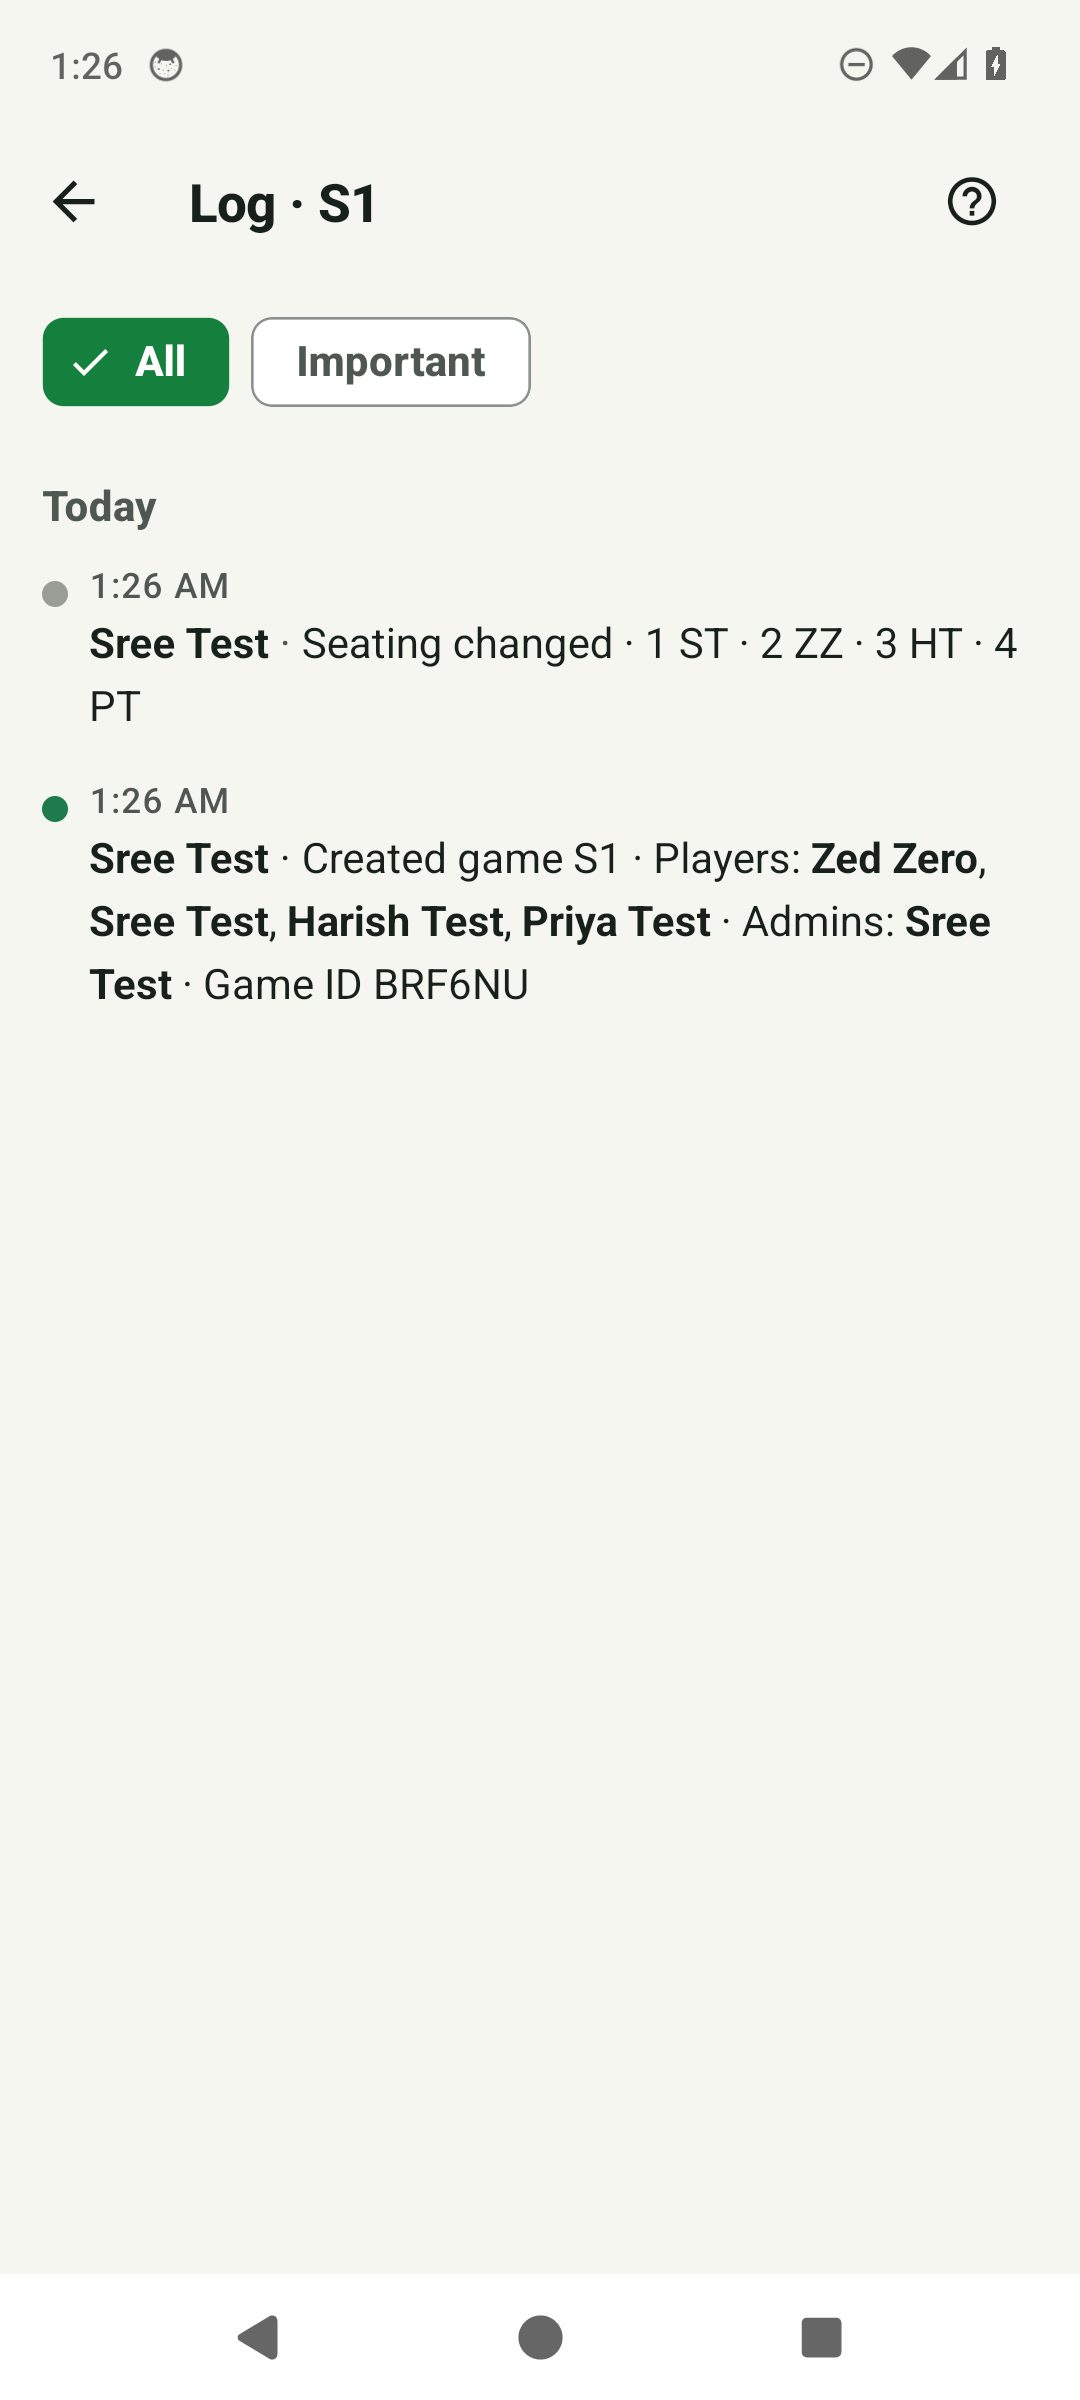 1:26
Log · S1
All
Important
Today
1:26 AM
Sree Test · Seating changed · 1 ST · 2 ZZ · 3 HT · 4
PT
1:26 AM
Sree Test · Created game S1 · Players: Zed Zero,
Sree Test, Harish Test, Priya Test · Admins: Sree
Test · Game ID BRF6NU